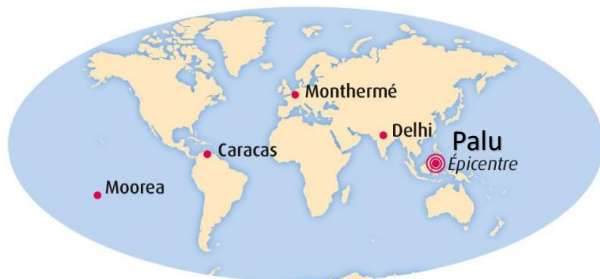 Monthermé
Delhi
Palu
Caracas
Épicentre
Moorea